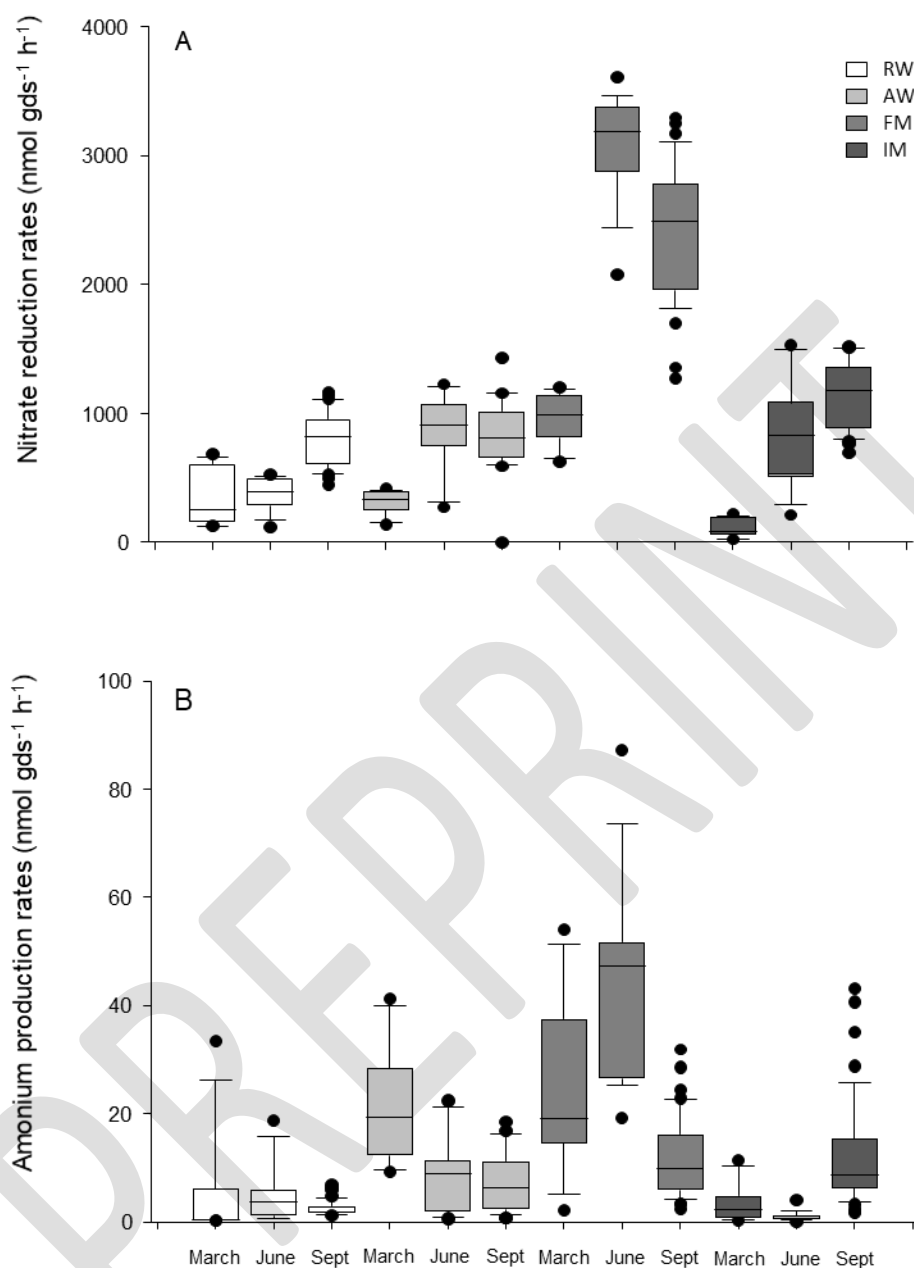 A
Nitrate reduction rates (nmol gds⁻¹ h⁻¹)
4000
3000
2000
1000
0
RW
AW
FM
IM
B
Amonium production rates (nmol gds⁻¹ h⁻¹)
100
80
60
40
20
0
March June Sept March June Sept March June Sept March June Sept
PREPRINT